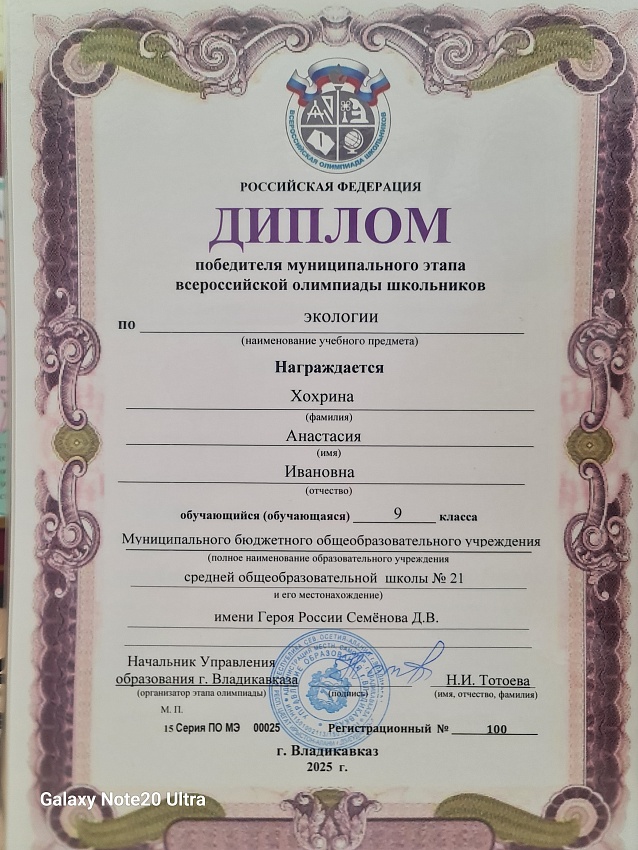 ВСЕРОССИЙСКАЯ ОЛИМПИАДА ШКОЛЬНИКОВ
РОССИЙСКАЯ ФЕДЕРАЦИЯ
ДИПЛОМ
победителя муниципального этапа
всероссийской олимпиады школьников
по экологии
(наименование учебного предмета)
Награждается
Хохрина
(фамилия)
Анастасия
(имя)
Ивановна
(отчество)
обучающийся (обучающаяся) 9 класса
Муниципального бюджетного общеобразовательного учреждения
(полное наименование образовательного учреждения
средней общеобразовательной школы № 21
и его местонахождение)
имени Героя России Семёнова Д.В.
Начальник Управления
образования г. Владикавказа Н.И. Тотоева
(организатор этапа олимпиады) (подпись) (имя, отчество, фамилия)
М. П.
15 Серия ПО МЭ 00025 Регистрационный № 100
г. Владикавказ
2025 г.
Galaxy Note20 Ultra